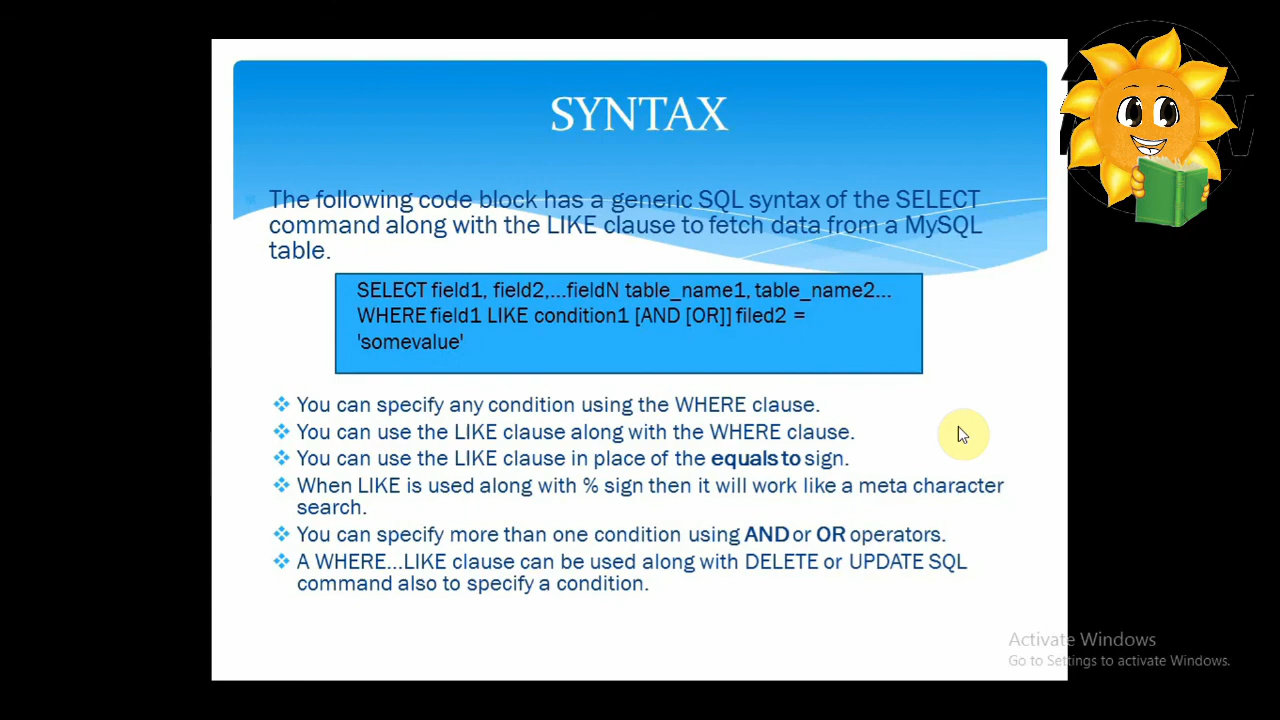 SYNTAX
The following code block has a generic SQL syntax of the SELECT
command along with the LIKE clause to fetch data from a MySQL
table.
SELECT field1, field2,...fieldN table_name1, table_name2...
WHERE field1 LIKE condition1 [AND [OR]] filed2 =
'somevalue'
You can specify any condition using the WHERE clause.
You can use the LIKE clause along with the WHERE clause.
You can use the LIKE clause in place of the equals to sign.
When LIKE is used along with % sign then it will work like a meta character
search.
You can specify more than one condition using AND or OR operators.
A WHERE...LIKE clause can be used along with DELETE or UPDATE SQL
command also to specify a condition.
Activate Windows
Go to Settings to activate Windows.